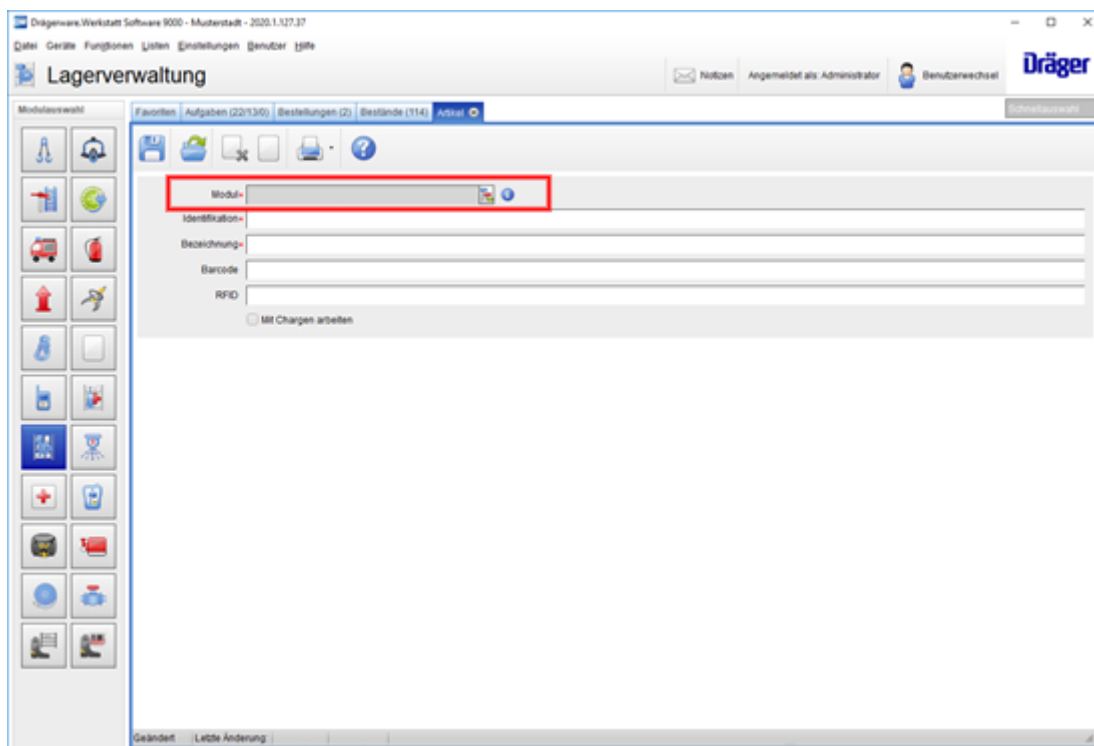 Drägerware.Werkstatt Software 9000 - Musterstadt - 2020.1.127.37
Datei Geräte Funktionen Listen Einstellungen Benutzer Hilfe
Lagerverwaltung
Notizen
Angemeldet als: Administrator
Benutzerwechsel
Dräger
Modulauswahl
Favoriten
Aufgaben (22/13/0)
Bestellungen (2)
Bestände (114)
Artikel
Schnellauswahl
Modul*
Identifikation*
Bezeichnung*
Barcode
RFID
Mit Chargen arbeiten
Geändert
Letzte Änderung: